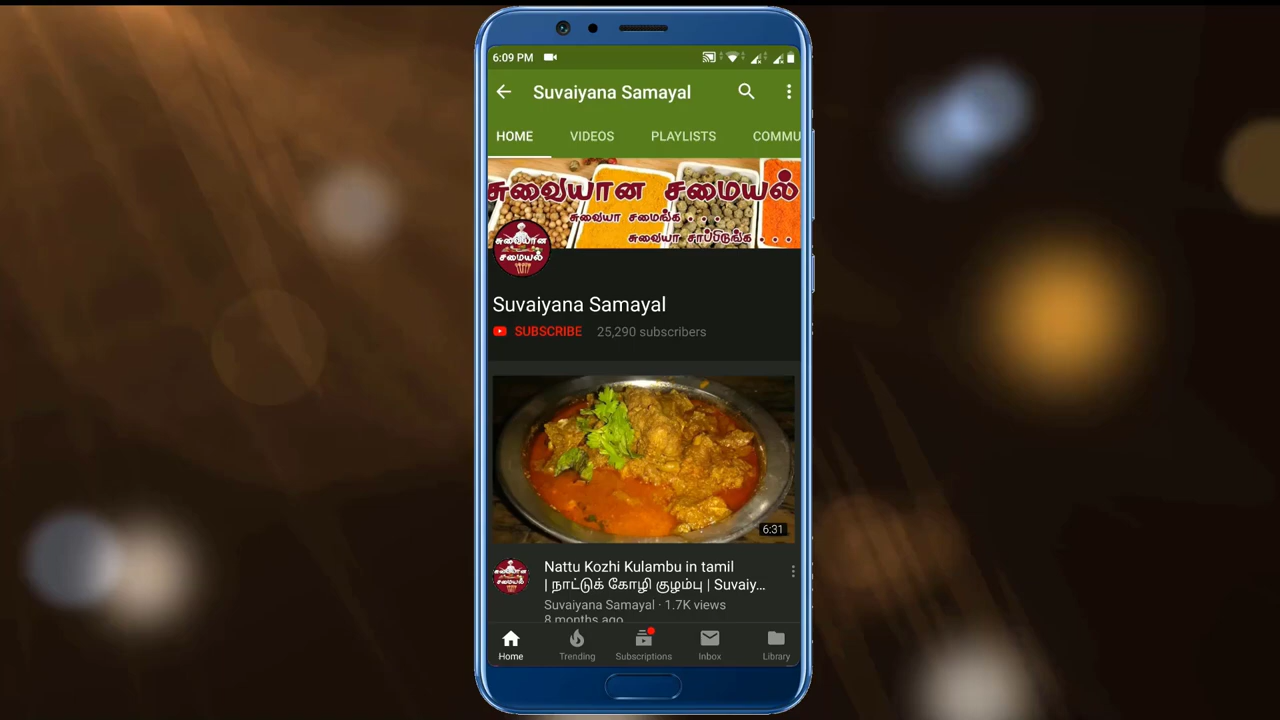 6:09 PM
Suvaiyana Samayal
HOME VIDEOS PLAYLISTS COMMU
சுவையான சமையல்
சுவையா சமைங்க . . .
சுவையா சாப்பிடுங்க . . .
சுவையான
சமையல்
Suvaiyana Samayal
SUBSCRIBE 25,290 subscribers
6:31
Nattu Kozhi Kulambu in tamil
| நாட்டுக் கோழி குழம்பு | Suvaiy...
Suvaiyana Samayal · 1.7K views
8 months ago
Home Trending Subscriptions Inbox Library